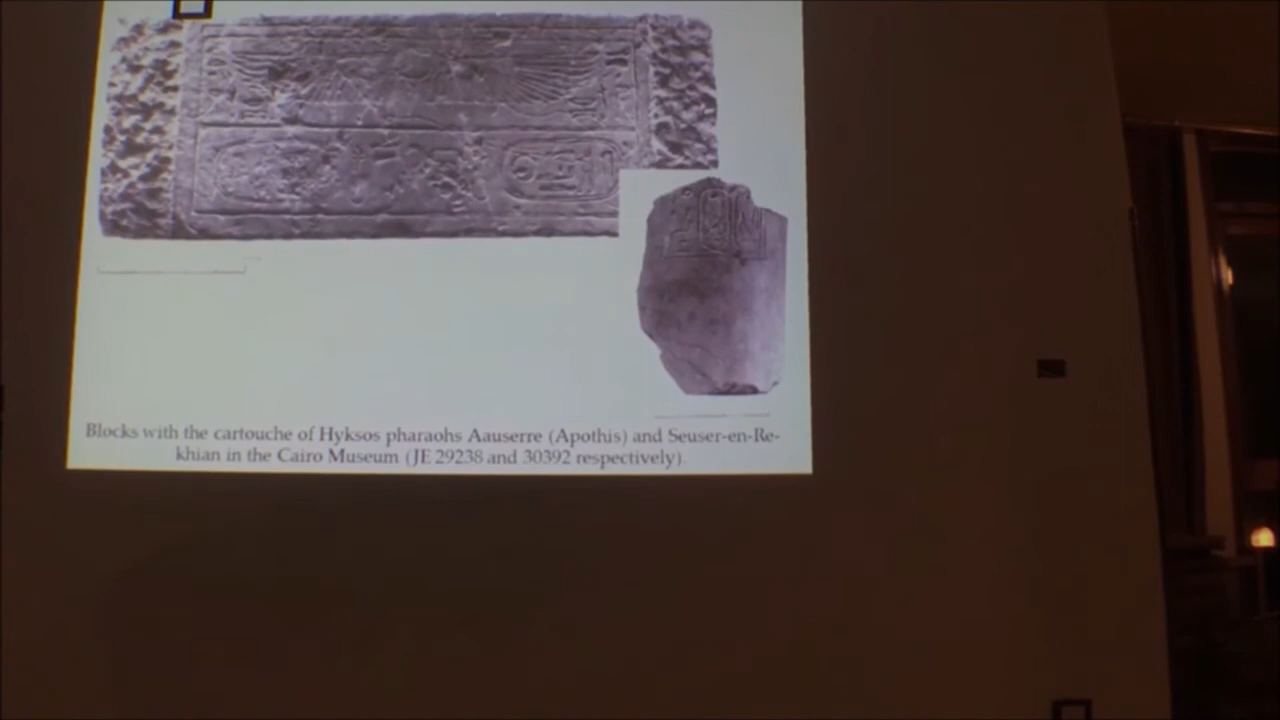 Blocks with the cartouche of Hyksos pharaohs Aauserre (Apothis) and Seuser-en-Re-
khian in the Cairo Museum (JE 29238 and 30392 respectively).